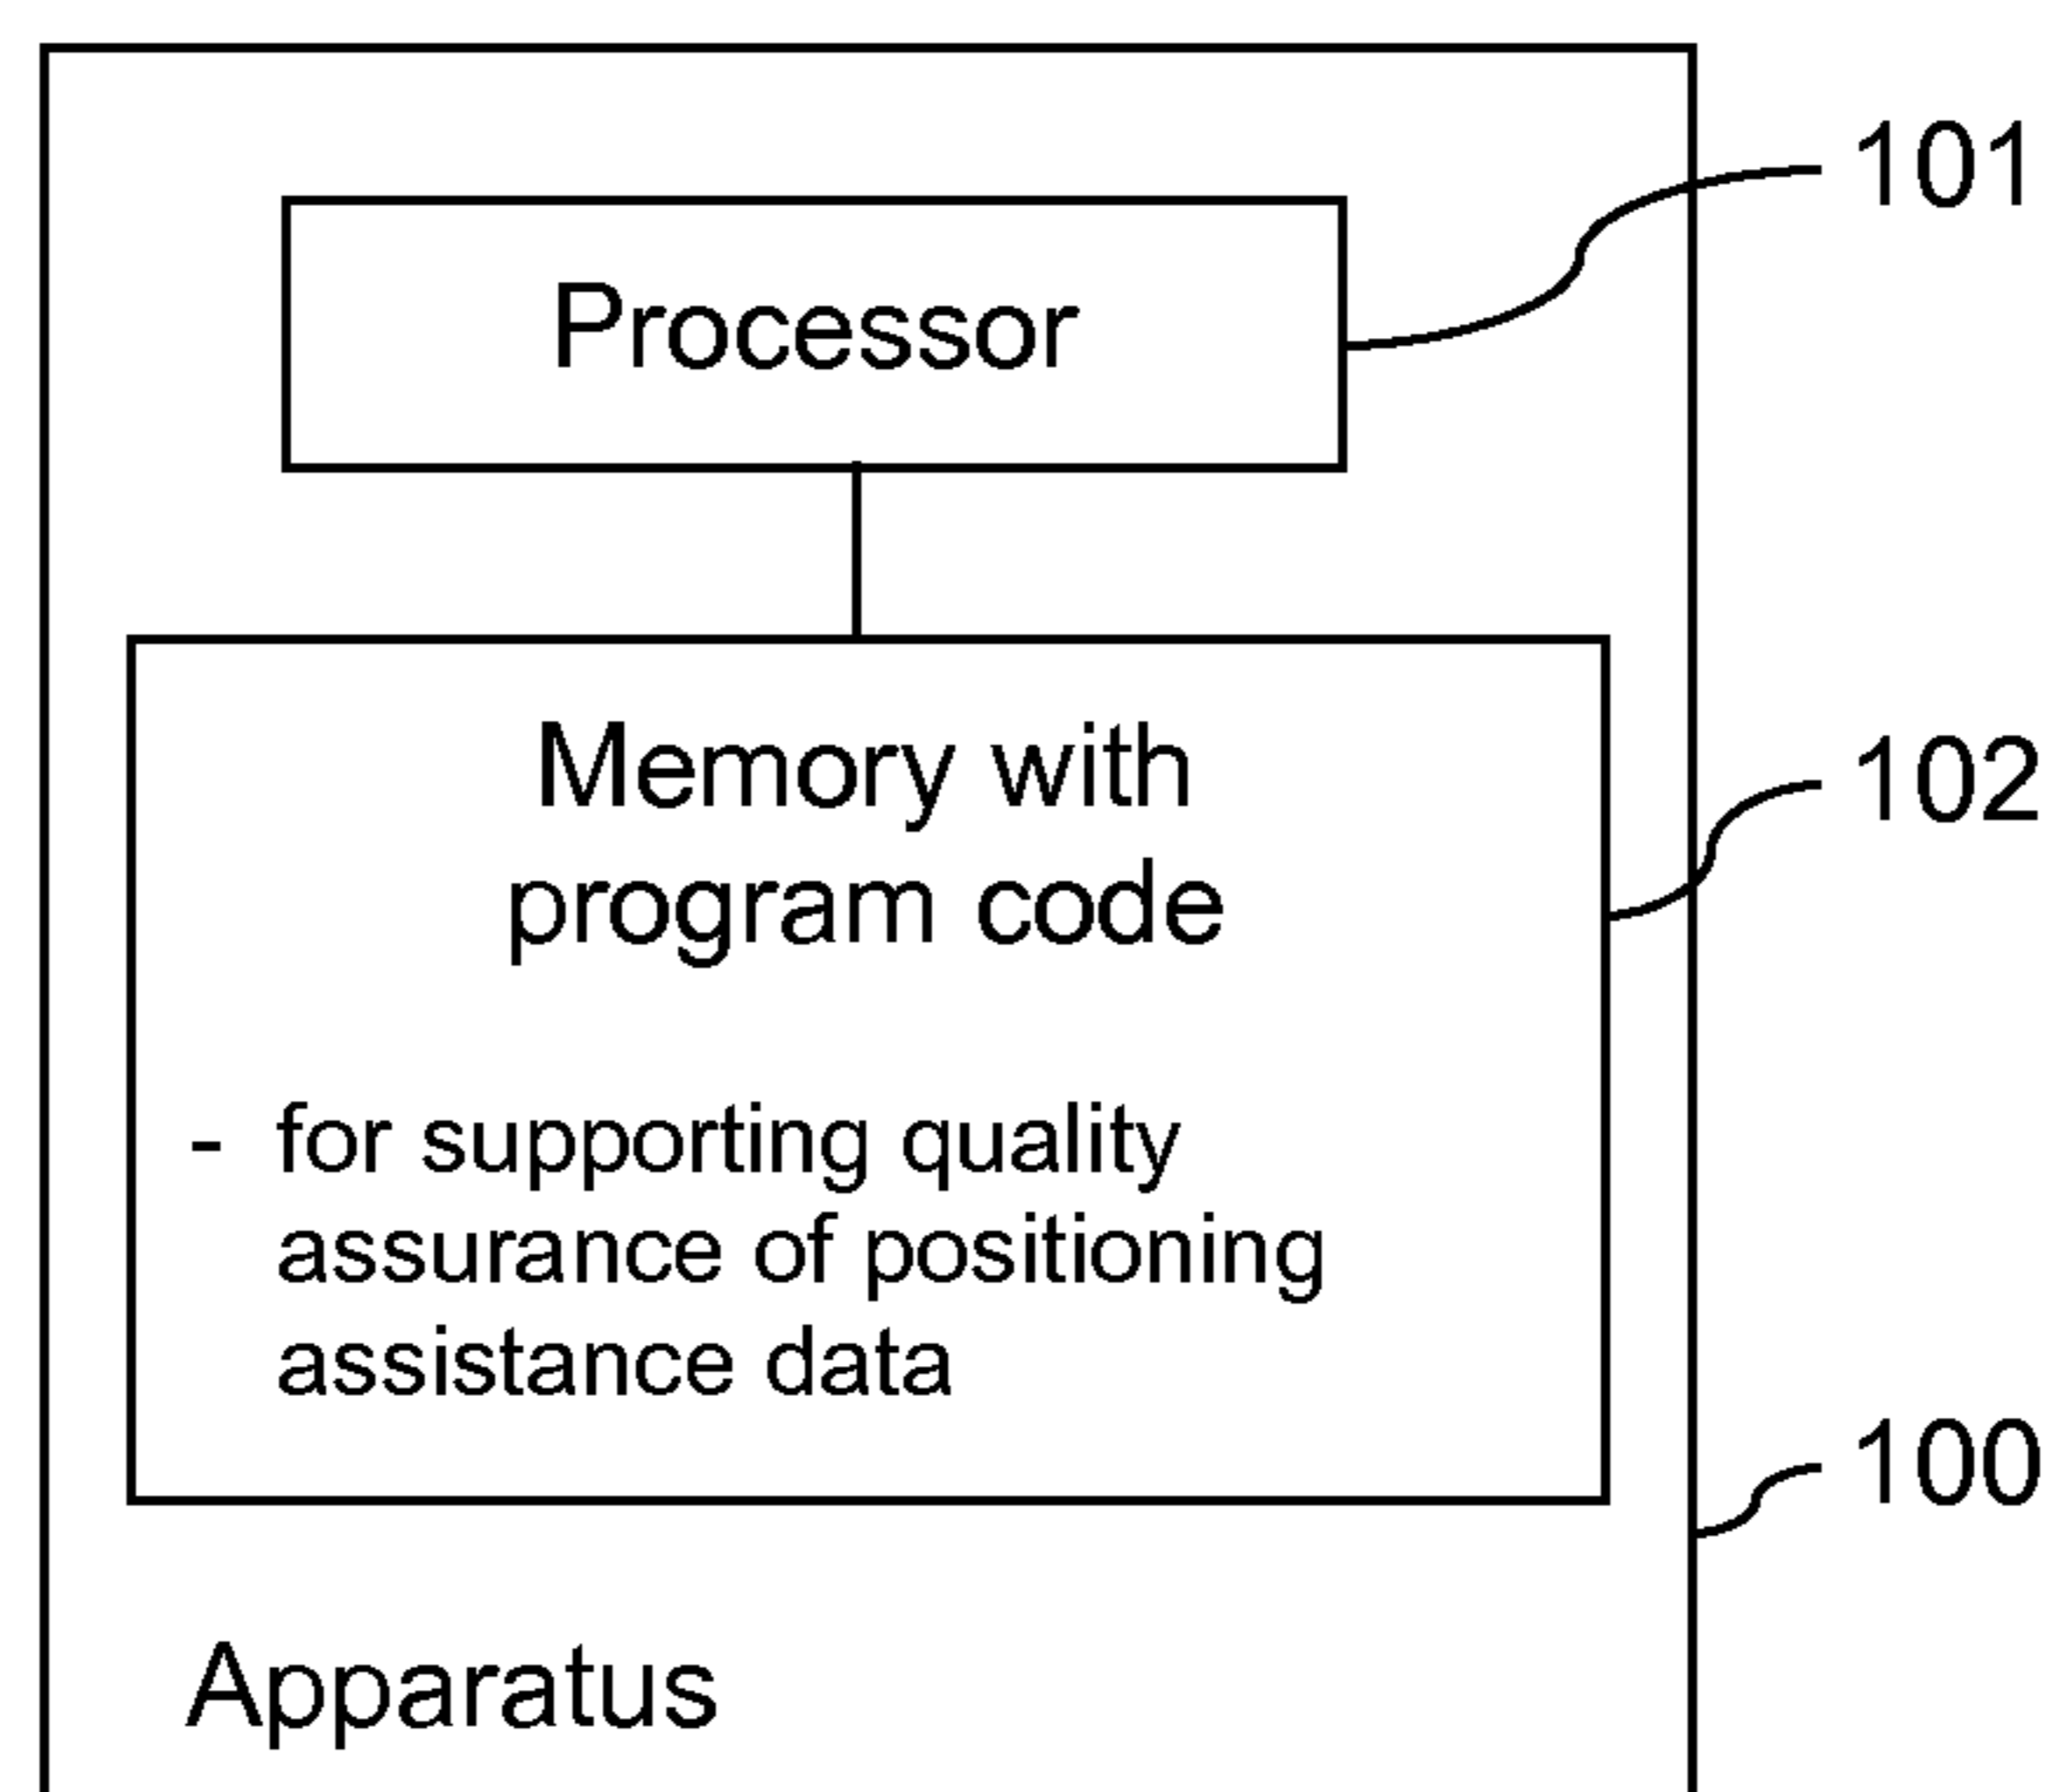 101
Processor
102
Memory with
program code
- for supporting quality
assurance of positioning
assistance data
100
Apparatus